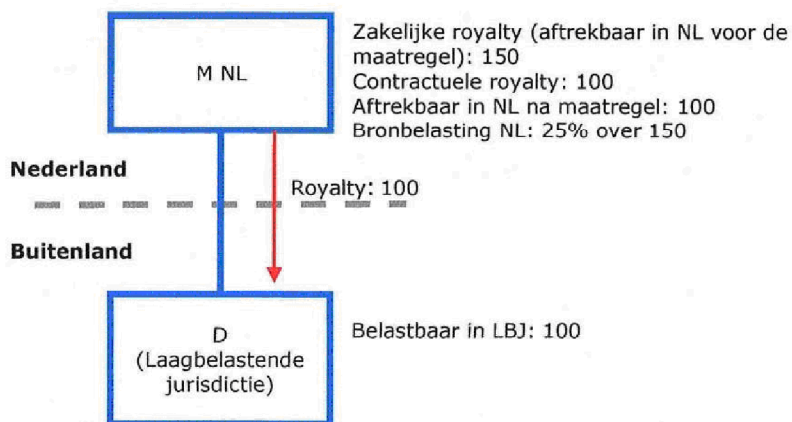 M NL
Zakelijke royalty (aftrekbaar in NL voor de
maatregel): 150
Contractuele royalty: 100
Aftrekbaar in NL na maatregel: 100
Bronbelasting NL: 25% over 150
Nederland
Royalty: 100
Buitenland
D
(Laagbelastende
jurisdictie)
Belastbaar in LBJ: 100